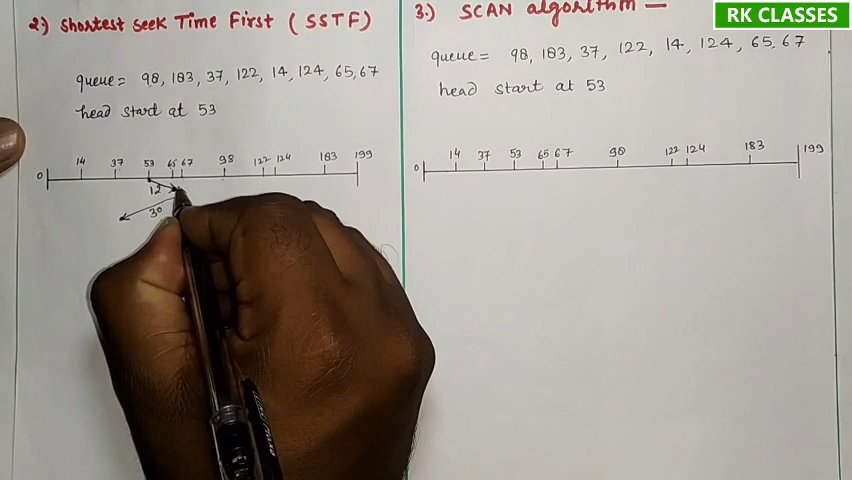 RK CLASSES
2) Shortest Seek Time First ( SSTF)
queue = 98, 183, 37, 122, 14, 124, 65, 67
head start at 53
0 14 37 53 65 67 98 122 124 183 199
12
30
3.) SCAN algorithm —
queue = 98, 183, 37, 122, 14, 124, 65, 67
head start at 53
0 14 37 53 65 67 98 122 124 183 199